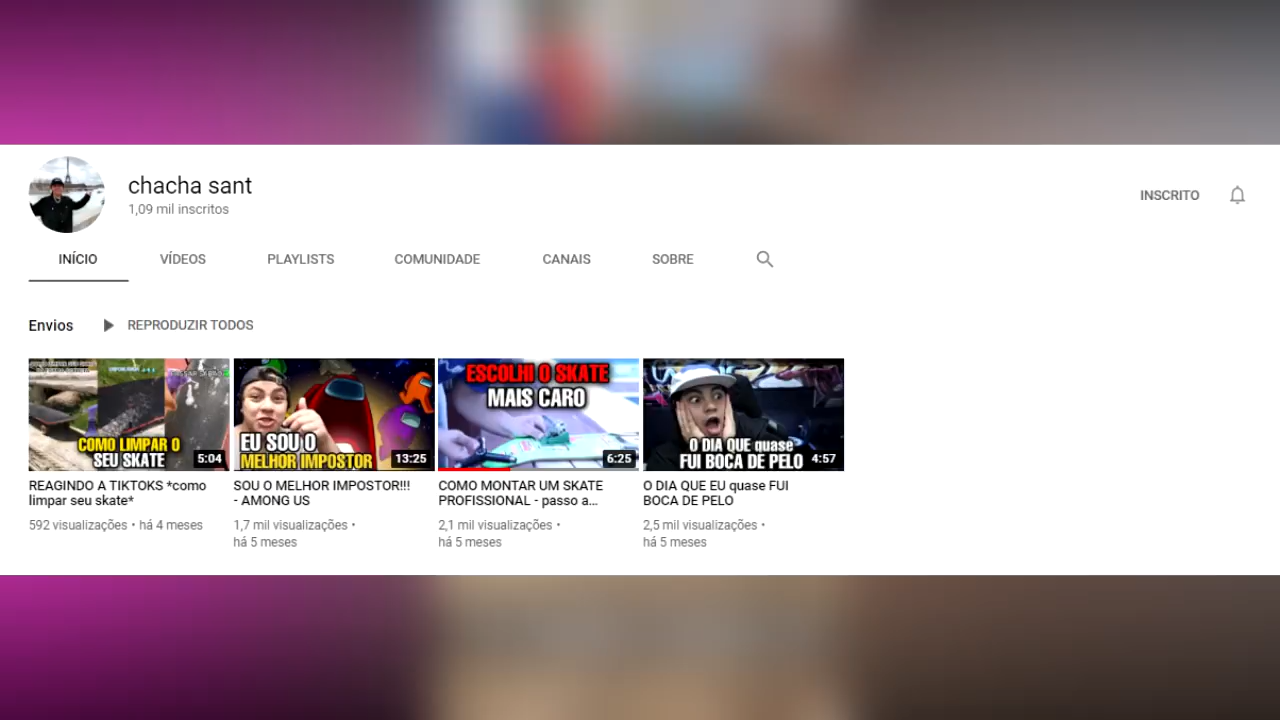 chacha sant
1,09 mil inscritos
INSCRITO
INÍCIO VÍDEOS PLAYLISTS COMUNIDADE CANAIS SOBRE
Envios REPRODUZIR TODOS
COMO LIMPAR O
SEU SKATE
5:04
EU SOU O
MELHOR IMPOSTOR
13:25
ESCOLHI O SKATE
MAIS CARO
6:25
O DIA QUE quase
FUI BOCA DE PELO
4:57
REAGINDO A TIKTOKS *como
limpar seu skate*
592 visualizações • há 4 meses
SOU O MELHOR IMPOSTOR!!!
- AMONG US
1,7 mil visualizações •
há 5 meses
COMO MONTAR UM SKATE
PROFISSIONAL - passo a...
2,1 mil visualizações •
há 5 meses
O DIA QUE EU quase FUI
BOCA DE PELO
2,5 mil visualizações •
há 5 meses